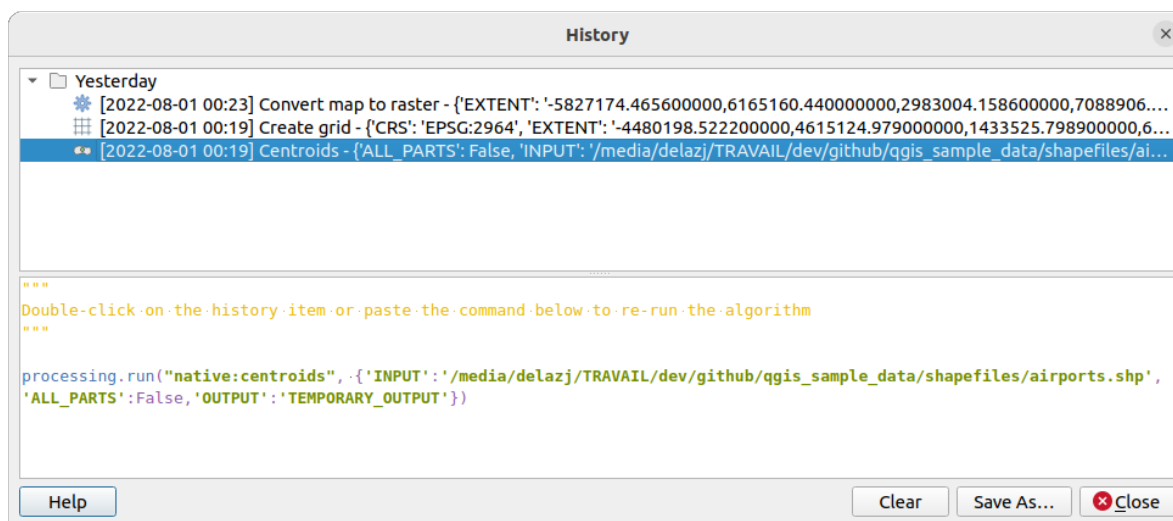 History
Yesterday
[2022-08-01 00:23] Convert map to raster - {'EXTENT': '-5827174.465600000,6165160.440000000,2983004.158600000,7088906....
[2022-08-01 00:19] Create grid - {'CRS': 'EPSG:2964', 'EXTENT': '-4480198.522200000,4615124.979000000,1433525.798900000,6...
[2022-08-01 00:19] Centroids - {'ALL_PARTS': False, 'INPUT': '/media/delazj/TRAVAIL/dev/github/qgis_sample_data/shapefiles/ai...
"""
Double-click·on·the·history·item·or·paste·the·command·below·to·re-run·the·algorithm
"""
processing.run("native:centroids",·{'INPUT':'/media/delazj/TRAVAIL/dev/github/qgis_sample_data/shapefiles/airports.shp',
'ALL_PARTS':False,'OUTPUT':'TEMPORARY_OUTPUT'})
Help Clear Save As... Close